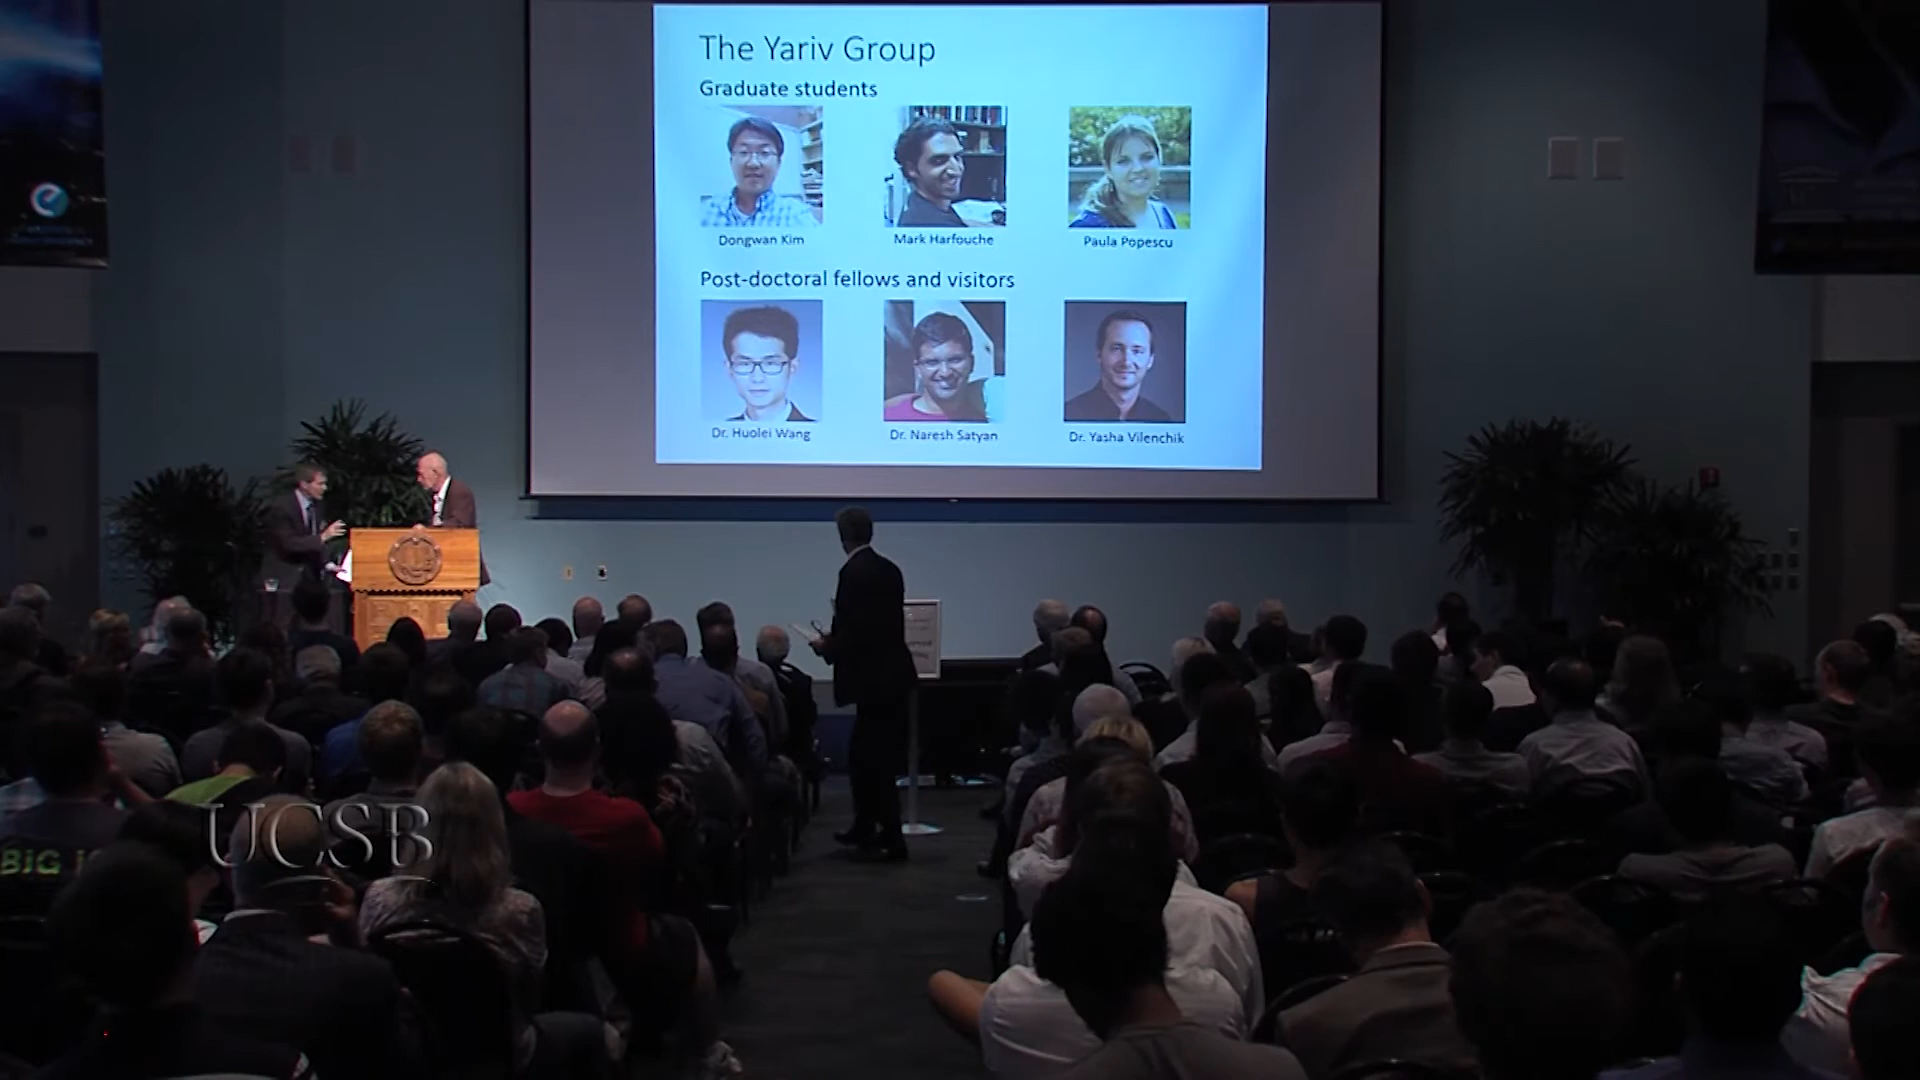 The Yariv Group
Graduate students
Dongwan Kim
Mark Harfouche
Paula Popescu
Post-doctoral fellows and visitors
Dr. Huolei Wang
Dr. Naresh Satyan
Dr. Yasha Vilenchik
UCSB
BIG